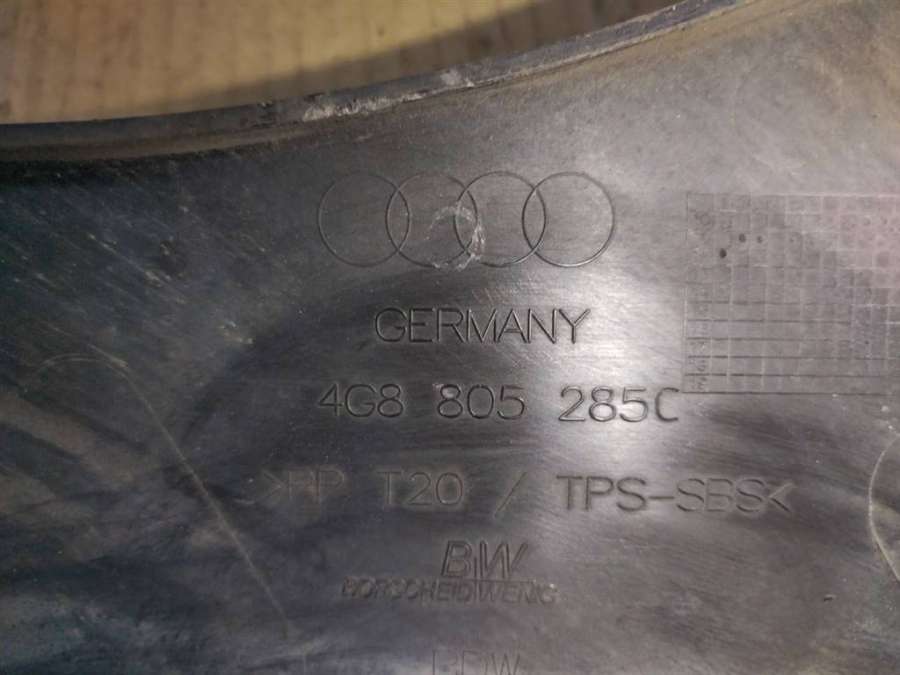 GERMANY
4G8 805 285C
>PP T20 / TPS-SBS<
BW
BORSCHEID WENIG